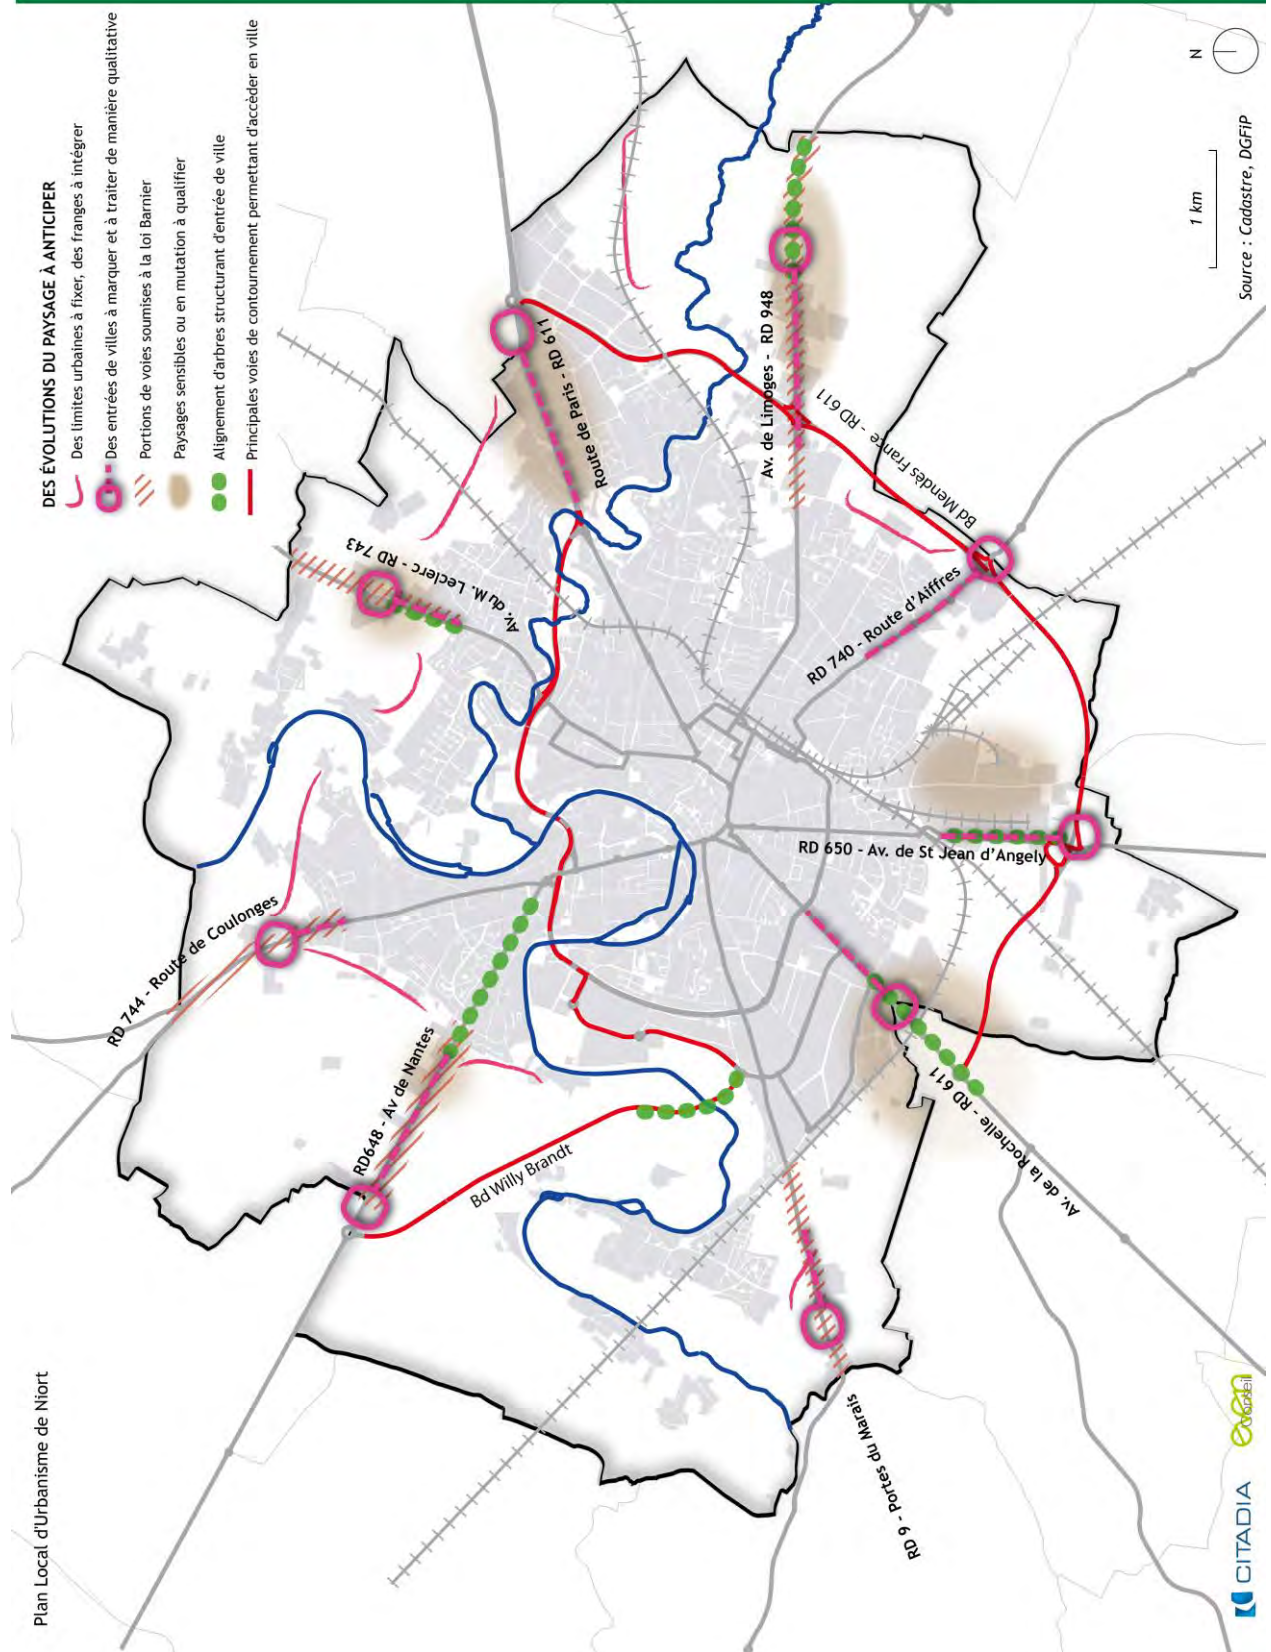 Plan Local d'Urbanisme de Niort
DES ÉVOLUTIONS DU PAYSAGE À ANTICIPER
Des limites urbaines à fixer, des franges à intégrer
Des entrées de villes à marquer et à traiter de manière qualitative
Portions de voies soumises à la loi Barnier
Paysages sensibles ou en mutation à qualifier
Alignement d'arbres structurant d'entrée de ville
Principales voies de contournement permettant d'accèder en ville
RD 744 - Route de Coulonges
RD648 - Av de Nantes
Bd Willy Brandt
Av. du M. Leclerc - RD 743
Route de Paris - RD 611
Av. de Limoges - RD 948
Bd Mendès France - RD 611
RD 740 - Route d'Aiffres
RD 650 - Av. de St Jean d'Angely
Av. de la Rochelle - RD 611
RD 9 - Portes du Marais
N
1 km
Source : Cadastre, DGFiP
CITADIA
even
Conseil